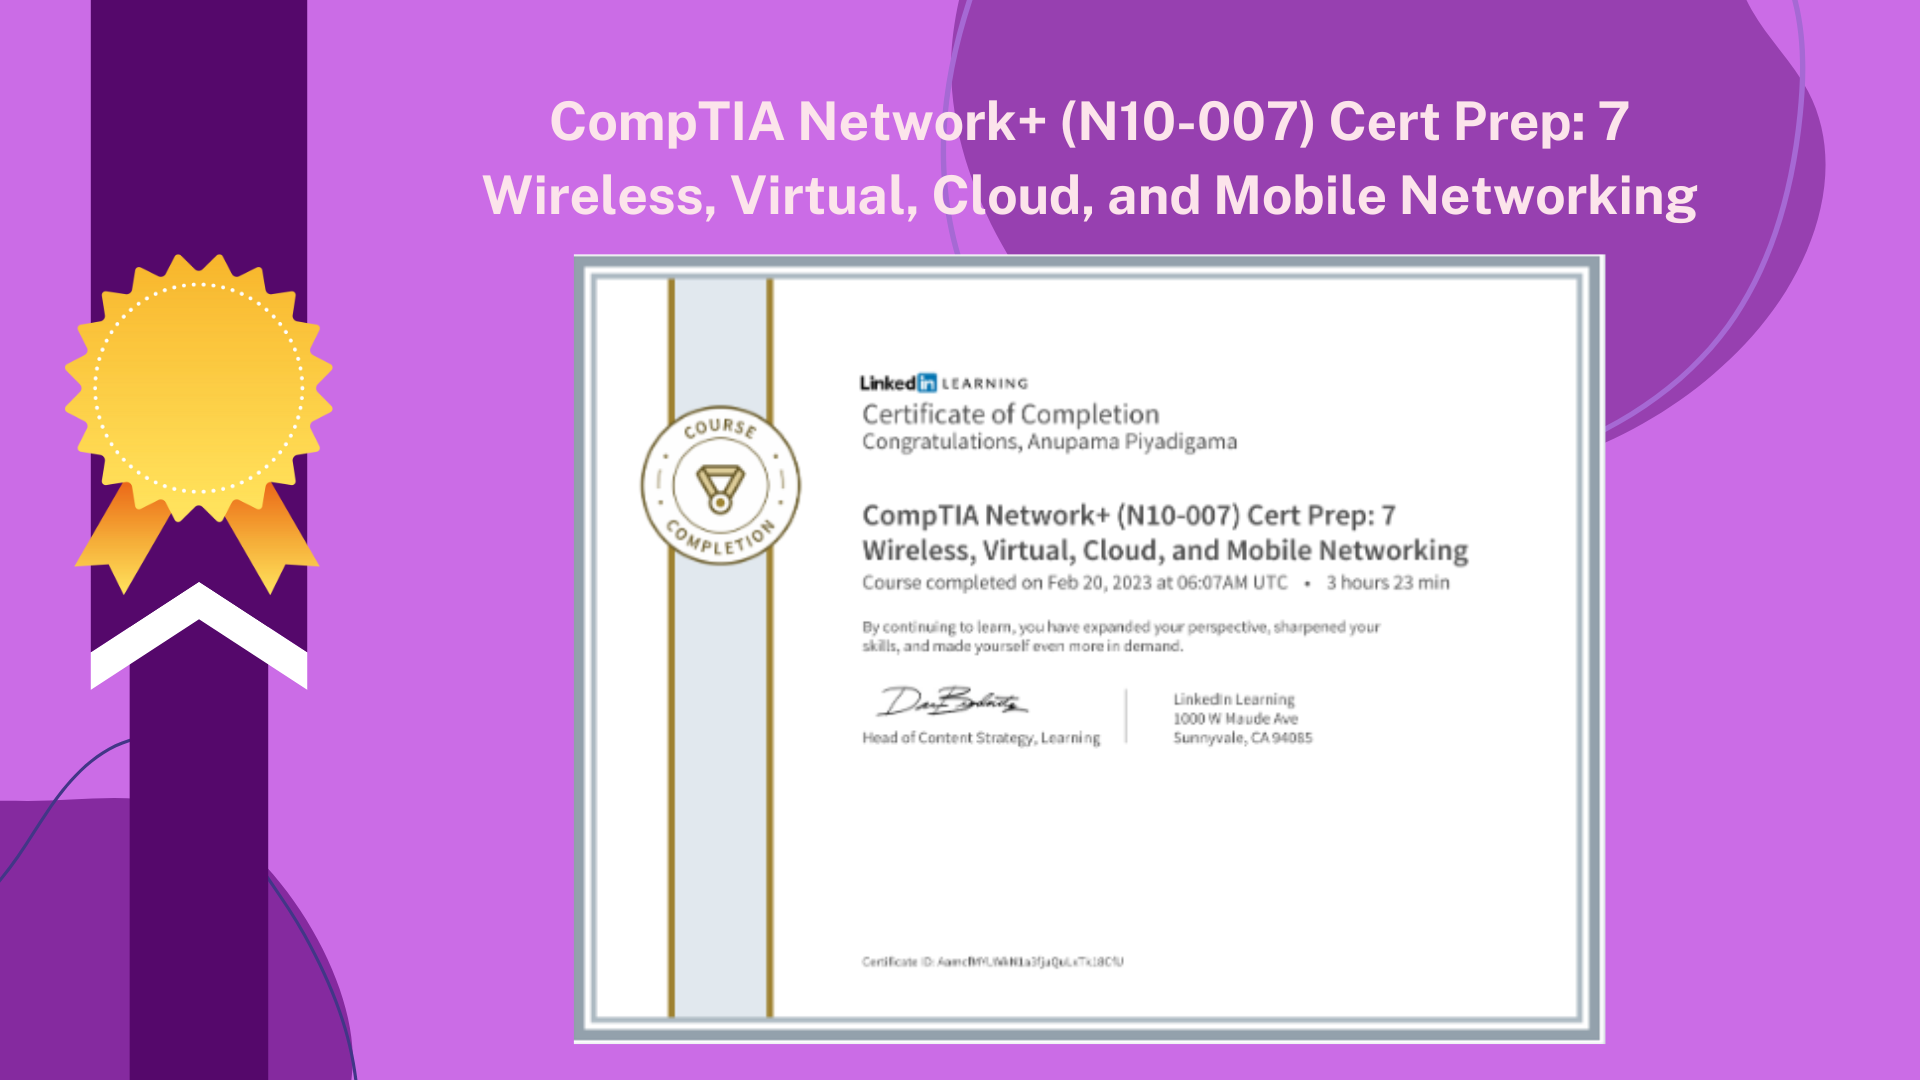 CompTIA Network+ (N10-007) Cert Prep: 7
Wireless, Virtual, Cloud, and Mobile Networking
Linked in LEARNING
Certificate of Completion
Congratulations, Anupama Piyadigama
COURSE
COMPLETION
CompTIA Network+ (N10-007) Cert Prep: 7
Wireless, Virtual, Cloud, and Mobile Networking
Course completed on Feb 20, 2023 at 06:07AM UTC • 3 hours 23 min
By continuing to learn, you have expanded your perspective, sharpened your
skills, and made yourself even more in demand.
Head of Content Strategy, Learning
LinkedIn Learning
1000 W Maude Ave
Sunnyvale, CA 94085
Certificate ID: